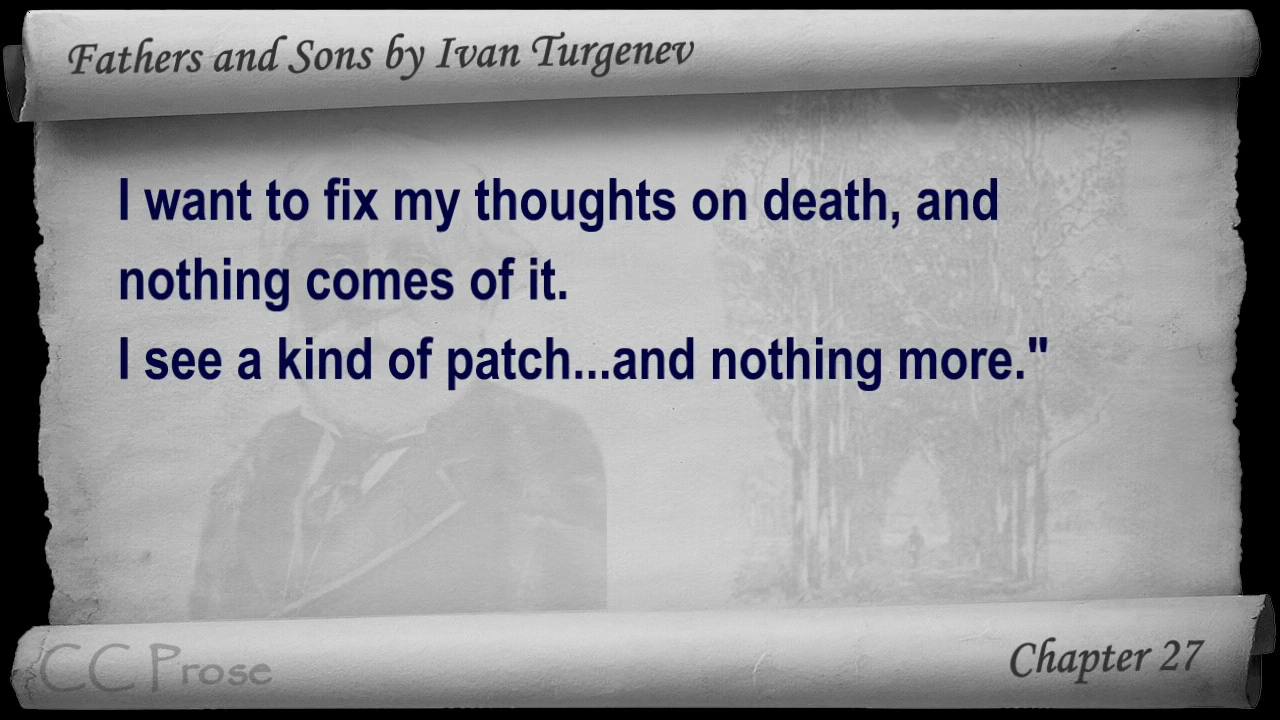 Fathers and Sons by Ivan Turgenev
I want to fix my thoughts on death, and
nothing comes of it.
I see a kind of patch...and nothing more."
CC Prose
Chapter 27